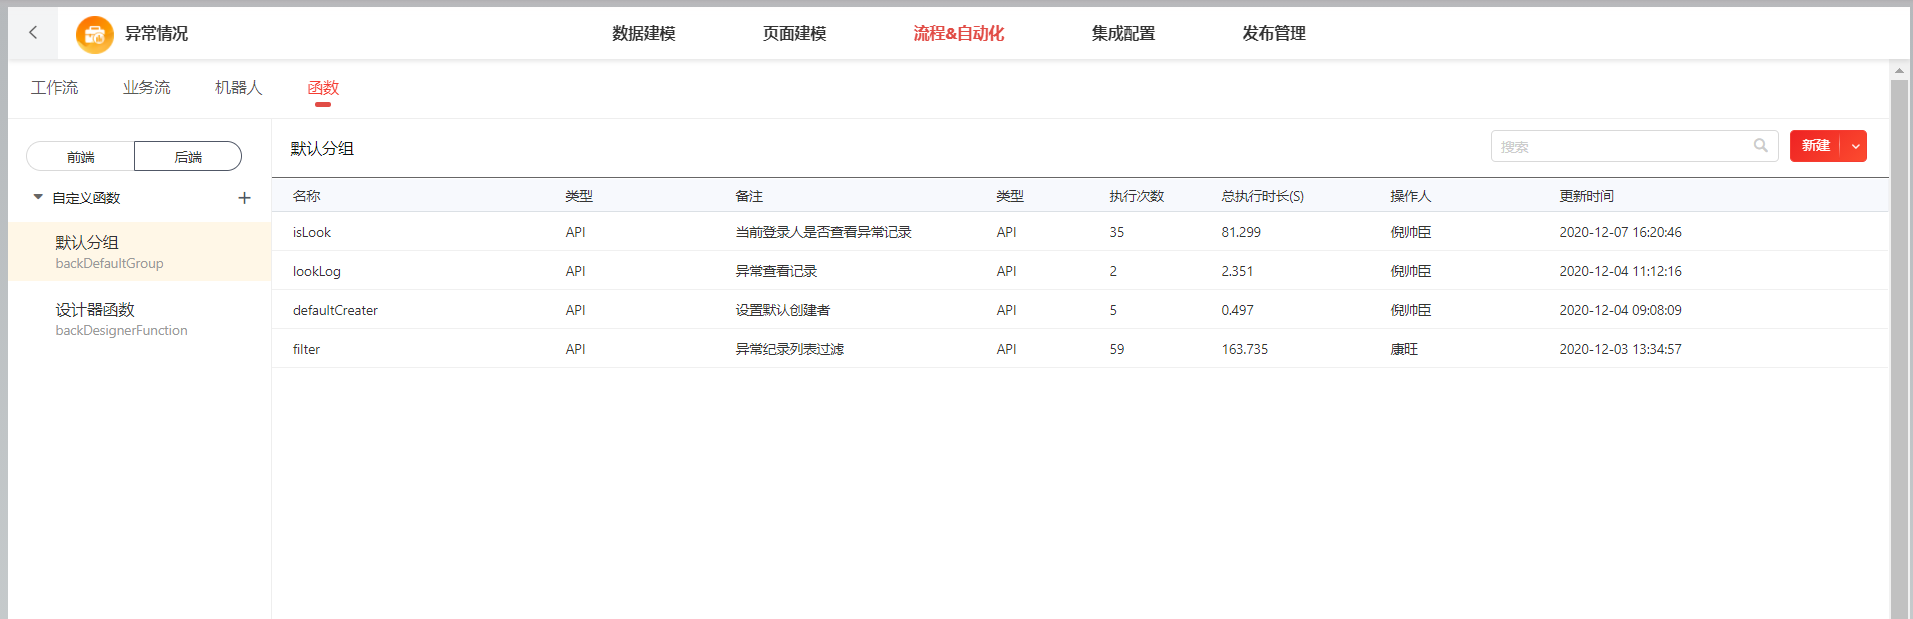 异常情况
数据建模 页面建模 流程&自动化 集成配置 发布管理
工作流 业务流 机器人 函数
前端 后端
自定义函数
默认分组
backDefaultGroup
设计器函数
backDesignerFunction
默认分组
搜索
新建
名称 类型 备注 类型 执行次数 总执行时长(S) 操作人 更新时间
isLook API 当前登录人是否查看异常记录 API 35 81.299 倪帅臣 2020-12-07 16:20:46
lookLog API 异常查看记录 API 2 2.351 倪帅臣 2020-12-04 11:12:16
defaultCreater API 设置默认创建者 API 5 0.497 倪帅臣 2020-12-04 09:08:09
filter API 异常纪录列表过滤 API 59 163.735 康旺 2020-12-03 13:34:57